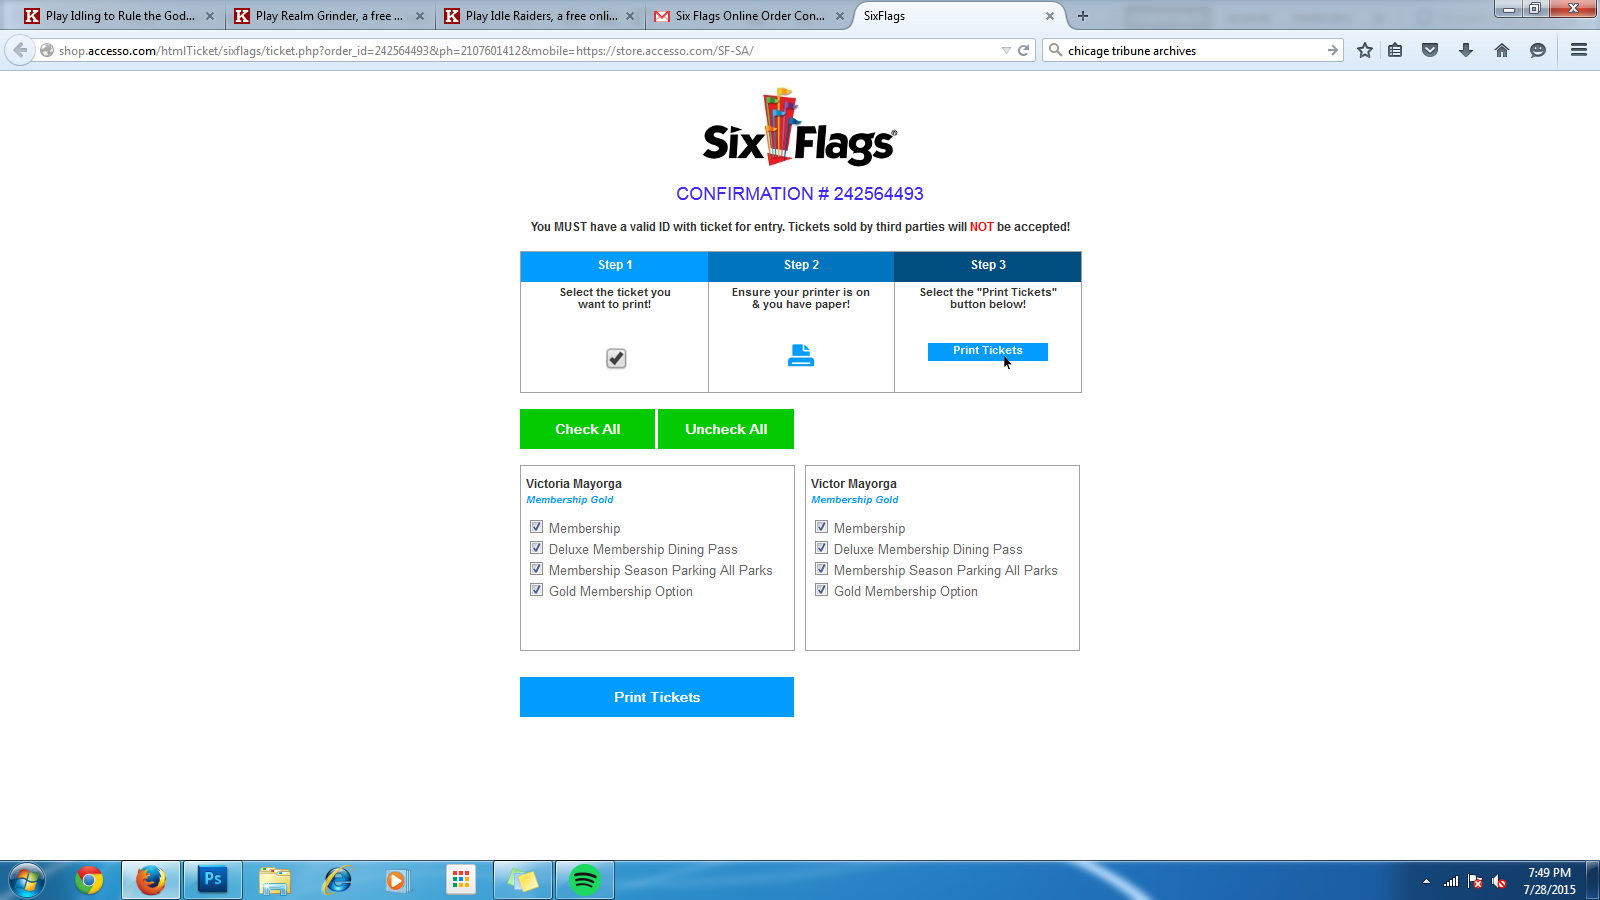 Play Idling to Rule the God...
Play Realm Grinder, a free ...
Play Idle Raiders, a free onli...
Six Flags Online Order Con...
SixFlags
shop.accesso.com/htmlTicket/sixflags/ticket.php?order_id=242564493&ph=2107601412&mobile=https://store.accesso.com/SF-SA/
chicage tribune archives
Six Flags®
CONFIRMATION # 242564493
You MUST have a valid ID with ticket for entry. Tickets sold by third parties will NOT be accepted!
Step 1
Select the ticket you
want to print!
Step 2
Ensure your printer is on
& you have paper!
Step 3
Select the "Print Tickets"
button below!
Print Tickets
Check All
Uncheck All
Victoria Mayorga
Membership Gold
Membership
Deluxe Membership Dining Pass
Membership Season Parking All Parks
Gold Membership Option
Victor Mayorga
Membership Gold
Membership
Deluxe Membership Dining Pass
Membership Season Parking All Parks
Gold Membership Option
Print Tickets
Ps
7:49 PM
7/28/2015